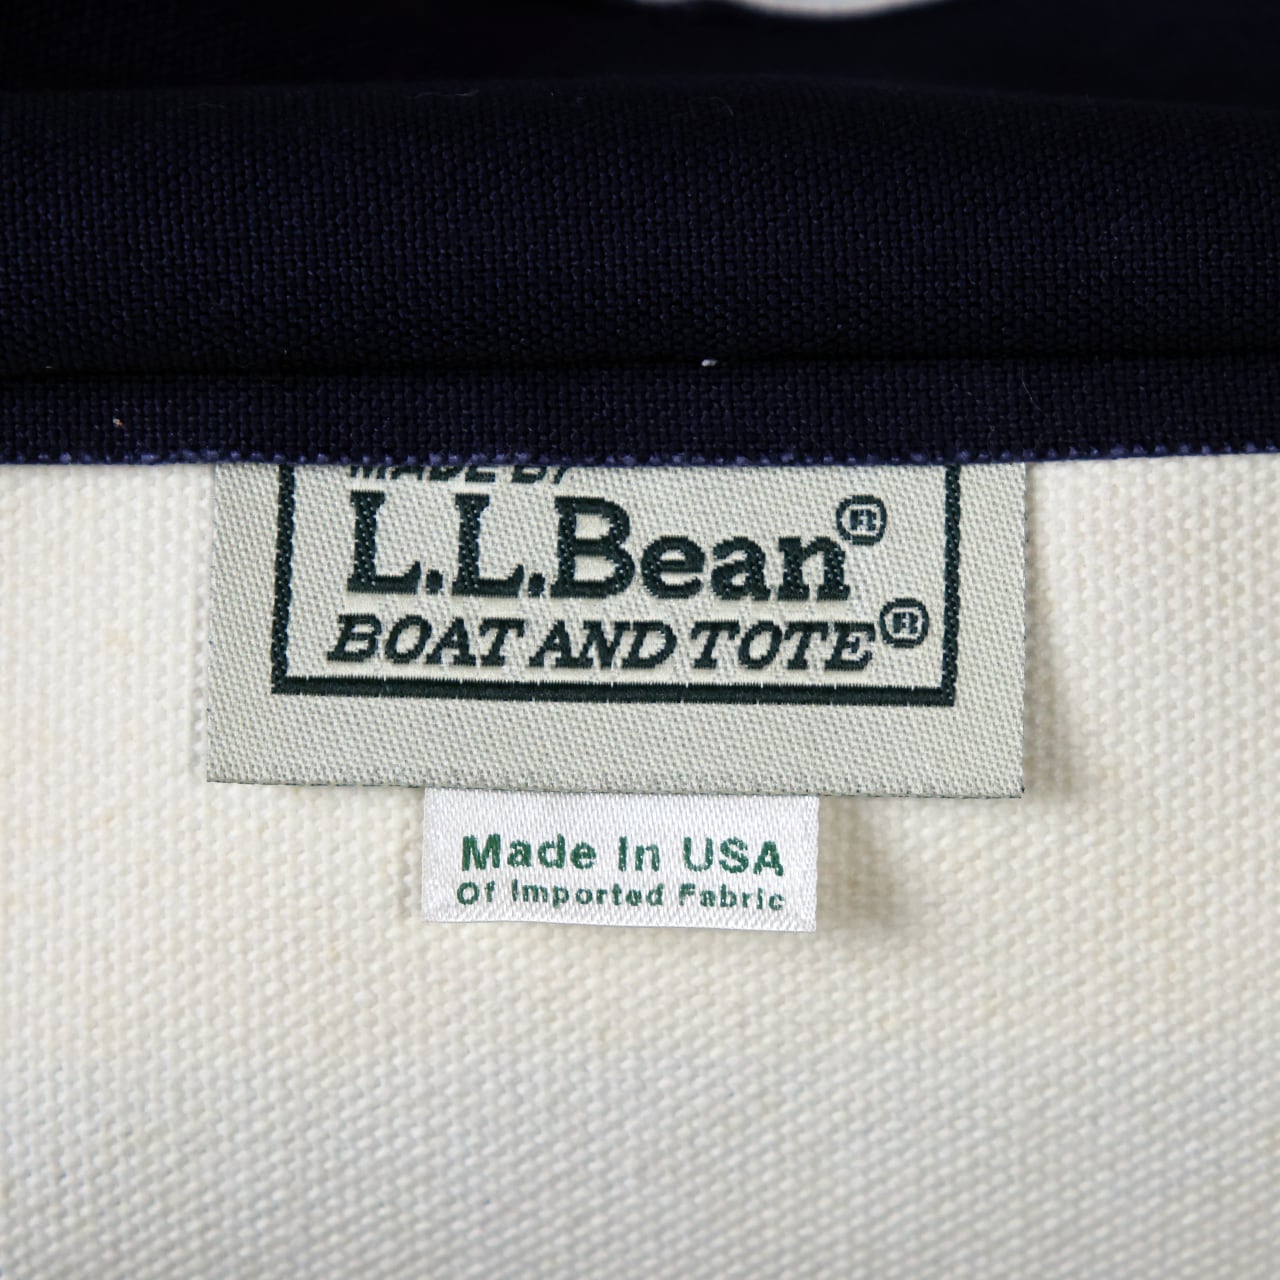 MADE BY
L.L.Bean®
BOAT AND TOTE®
Made In USA
Of Imported Fabric